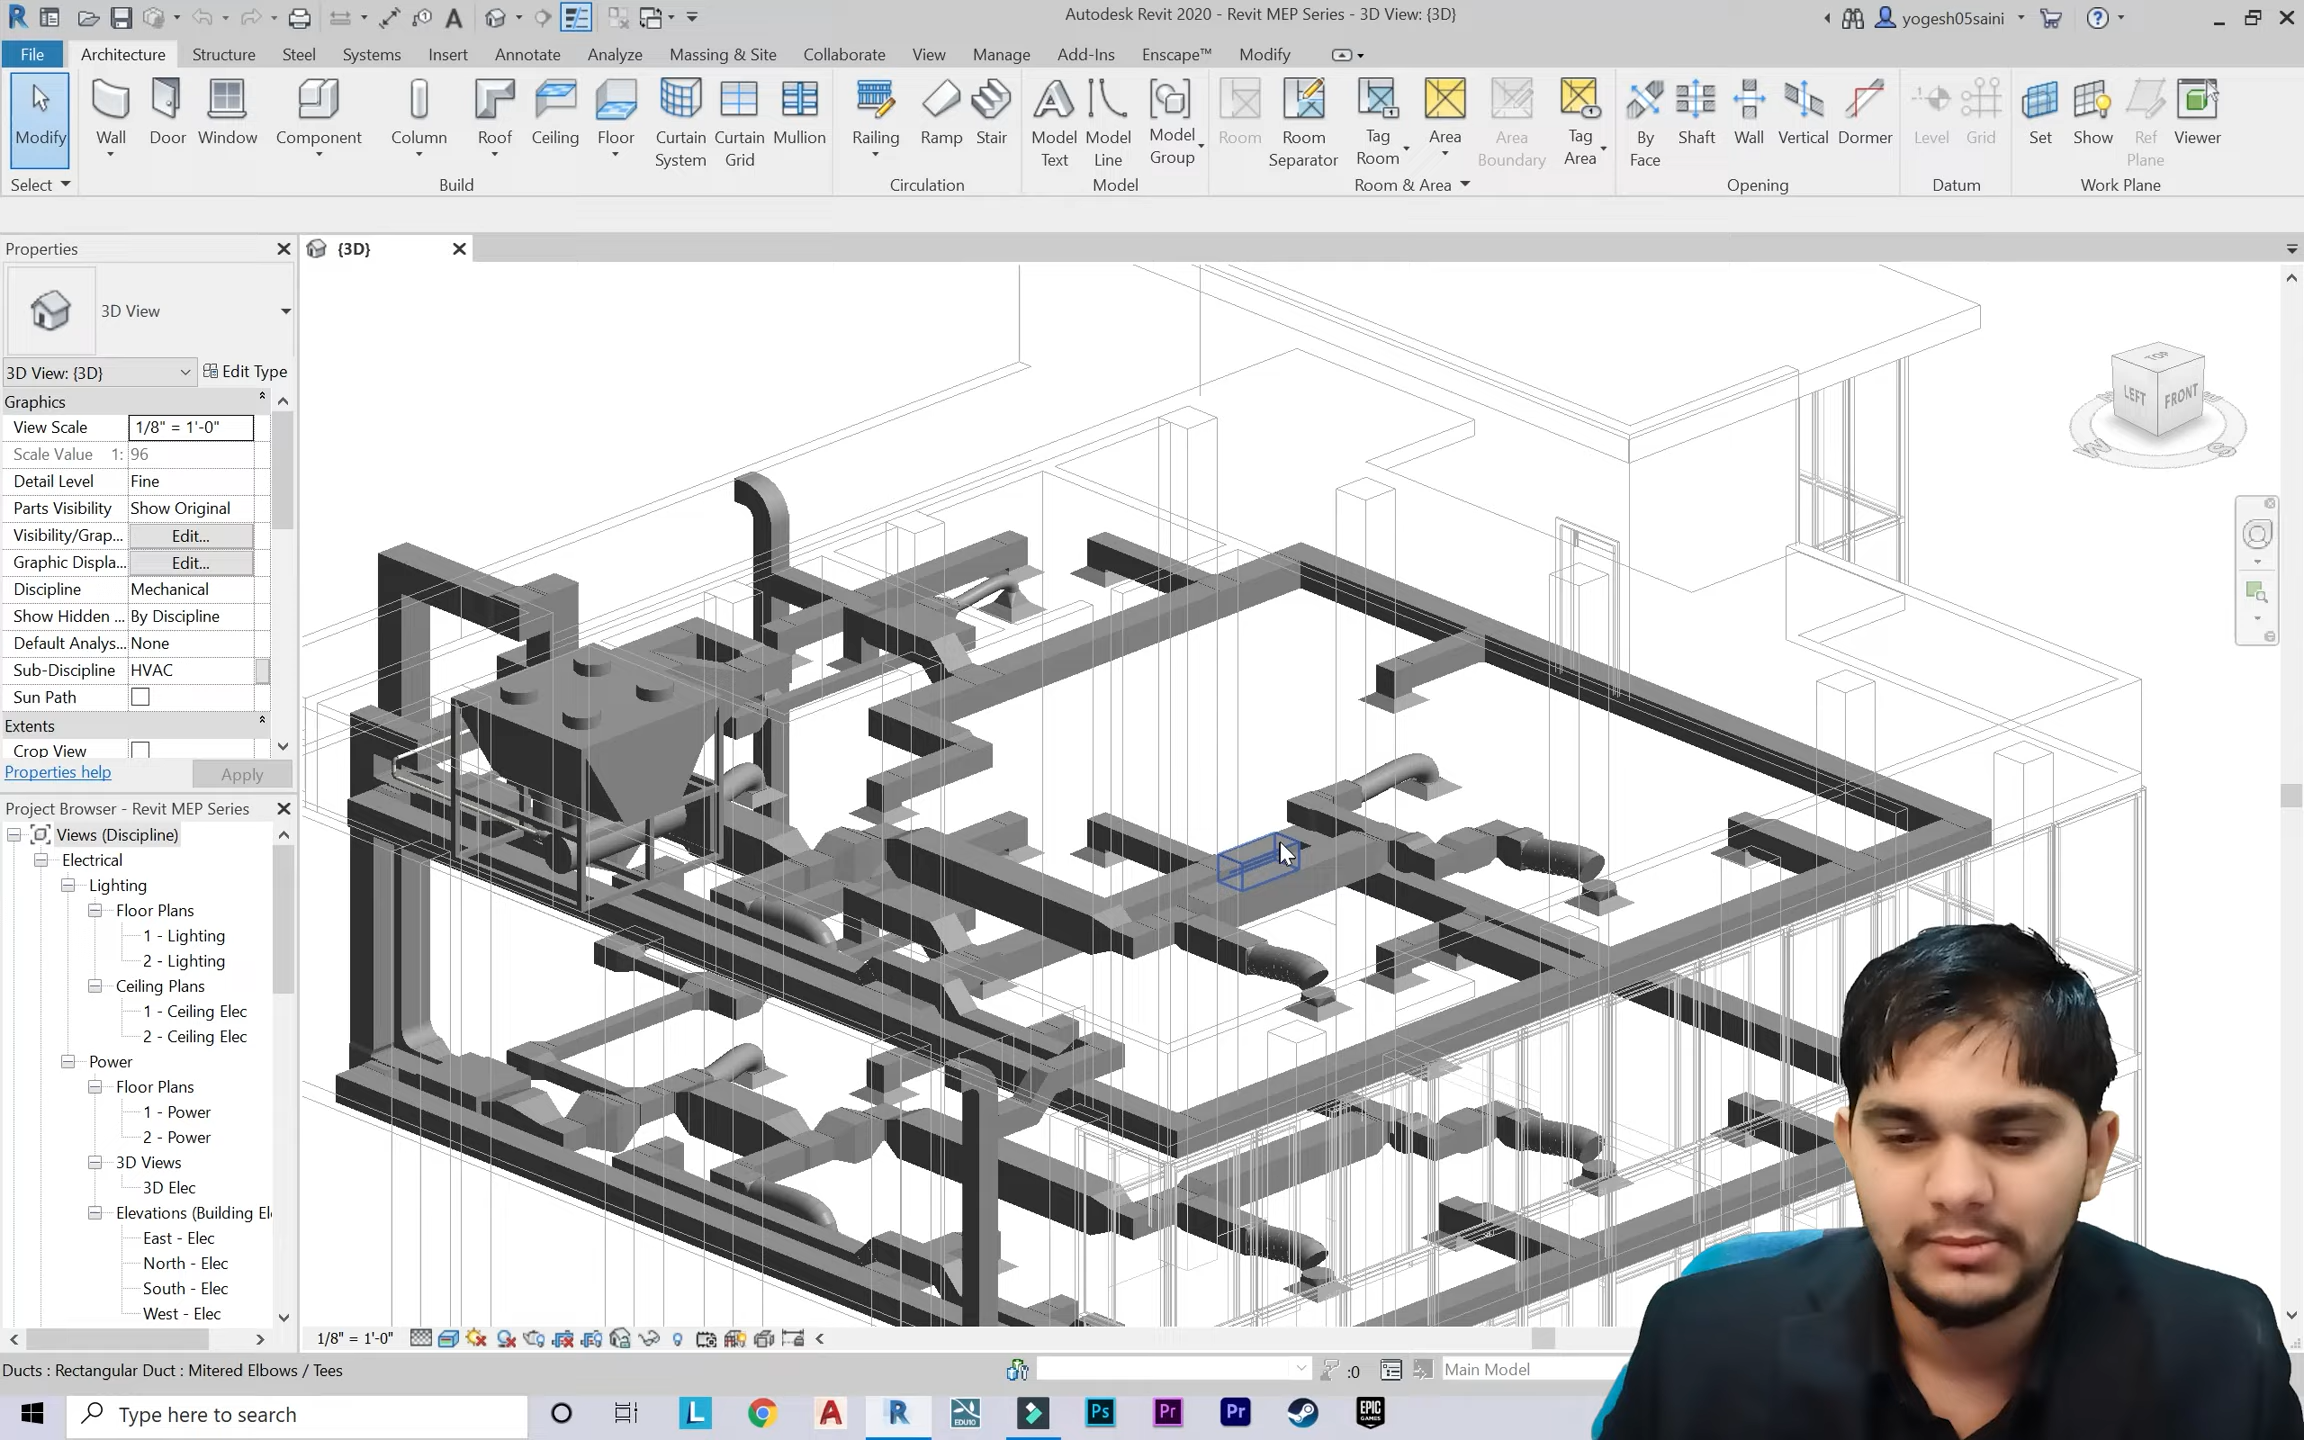 Autodesk Revit 2020 - Revit MEP Series - 3D View: {3D}
yogesh05saini
File Architecture Structure Steel Systems Insert Annotate Analyze Massing & Site Collaborate View Manage Add-Ins Enscape™ Modify
Modify Wall Door Window Component Column Roof Ceiling Floor Curtain System Curtain Grid Mullion Railing Ramp Stair Model Text Model Line Model Group Room Room Separator Tag Room Area Area Boundary Tag Area By Face Shaft Wall Vertical Dormer Level Grid Set Show Ref Plane Viewer
Select Build Circulation Model Room & Area Opening Datum Work Plane
Properties
{3D}
3D View
3D View: {3D} Edit Type
Graphics
View Scale 1/8" = 1'-0"
Scale Value 1: 96
Detail Level Fine
Parts Visibility Show Original
Visibility/Grap... Edit...
Graphic Displa... Edit...
Discipline Mechanical
Show Hidden ... By Discipline
Default Analys... None
Sub-Discipline HVAC
Sun Path
Extents
Crop View
Properties help Apply
TOP
LEFT FRONT
W S
Project Browser - Revit MEP Series
Views (Discipline)
Electrical
Lighting
Floor Plans
1 - Lighting
2 - Lighting
Ceiling Plans
1 - Ceiling Elec
2 - Ceiling Elec
Power
Floor Plans
1 - Power
2 - Power
3D Views
3D Elec
Elevations (Building El
East - Elec
North - Elec
South - Elec
West - Elec
1/8" = 1'-0"
Ducts : Rectangular Duct : Mitered Elbows / Tees
:0
Main Model
Type here to search
L
A
R
EDU10
Ps
Pr
Pr
EPIC
GAMES